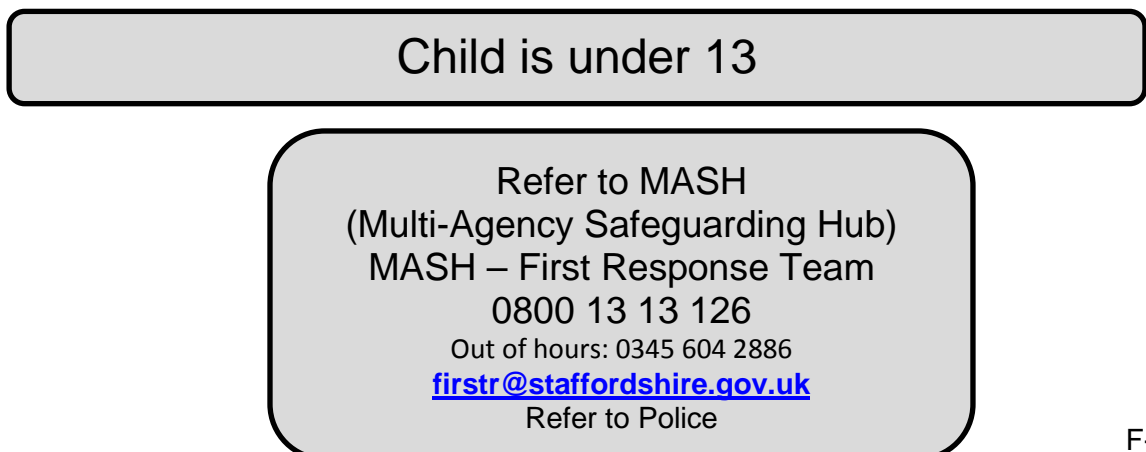 Child is under 13
Refer to MASH
(Multi-Agency Safeguarding Hub)
MASH – First Response Team
0800 13 13 126
Out of hours: 0345 604 2886
firstr@staffordshire.gov.uk
Refer to Police